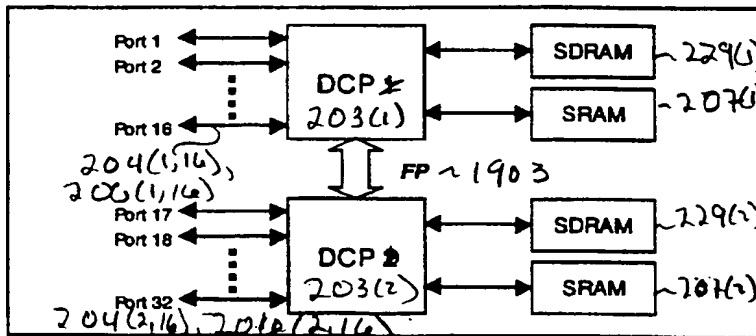 Port 1
Port 2
DCP
203(1)
Port 16
204(1,16),
206(1,16)
SDRAM
~229(1)
SRAM
~207(1)
FP ~ 1903
Port 17
Port 18
DCP
203(2)
Port 32
204(2,16), 206(2,16)
SDRAM
~229(2)
SRAM
207(2)